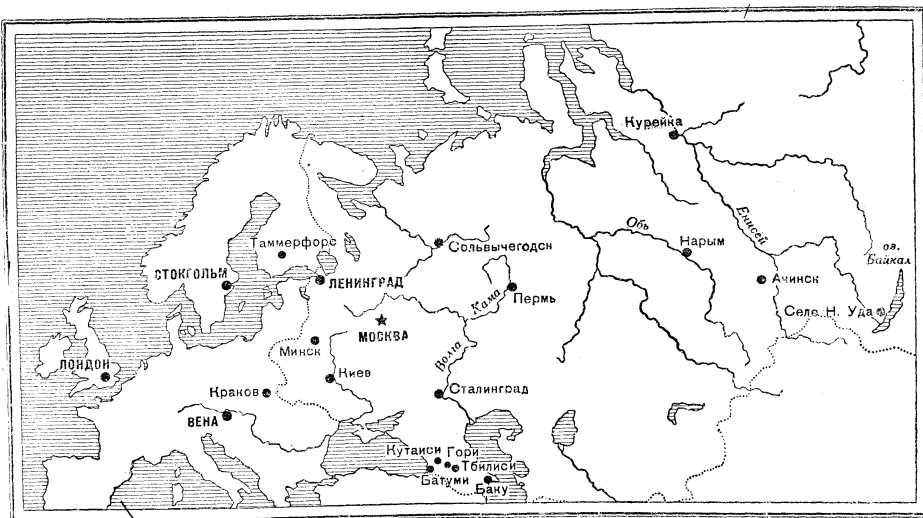 Курейка
Обь
Енисей
оз.
Байкал
Таммерфорс
Сольвычегодск
Нарым
СТОКГОЛЬМ
ЛЕНИНГРАД
Кама
Пермь
Ачинск
Село Н. Уда
МОСКВА
Волга
Минск
ЛОНДОН
Киев
Краков
Сталинград
ВЕНА
Кутаиси
Гори
Тбилиси
Батуми
Баку